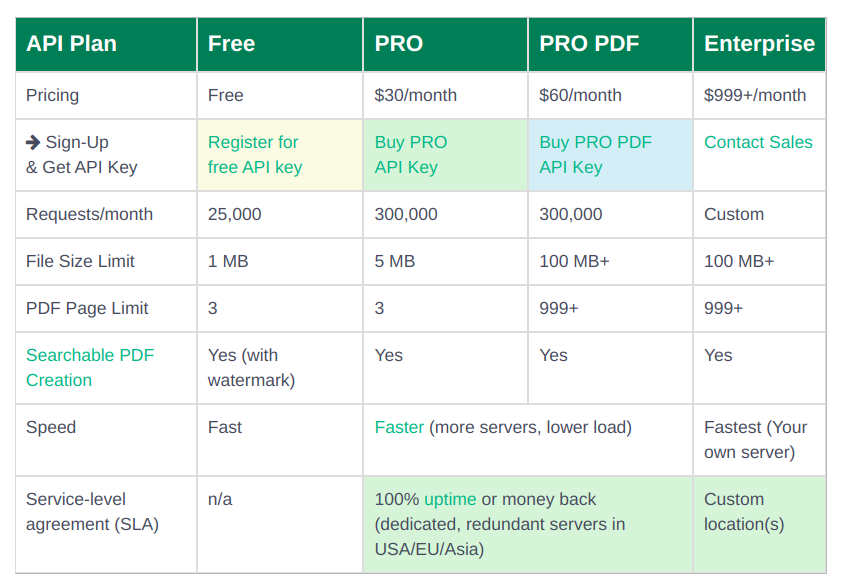 API Plan Free PRO PRO PDF Enterprise
Pricing Free $30/month $60/month $999+/month
➔ Sign-Up
& Get API Key
Register for
free API key
Buy PRO
API Key
Buy PRO PDF
API Key
Contact Sales
Requests/month 25,000 300,000 300,000 Custom
File Size Limit 1 MB 5 MB 100 MB+ 100 MB+
PDF Page Limit 3 3 999+ 999+
Searchable PDF
Creation
Yes (with
watermark)
Yes Yes Yes
Speed Fast Faster (more servers, lower load)
Fastest (Your
own server)
Service-level
agreement (SLA)
n/a
100% uptime or money back
(dedicated, redundant servers in
USA/EU/Asia)
Custom
location(s)